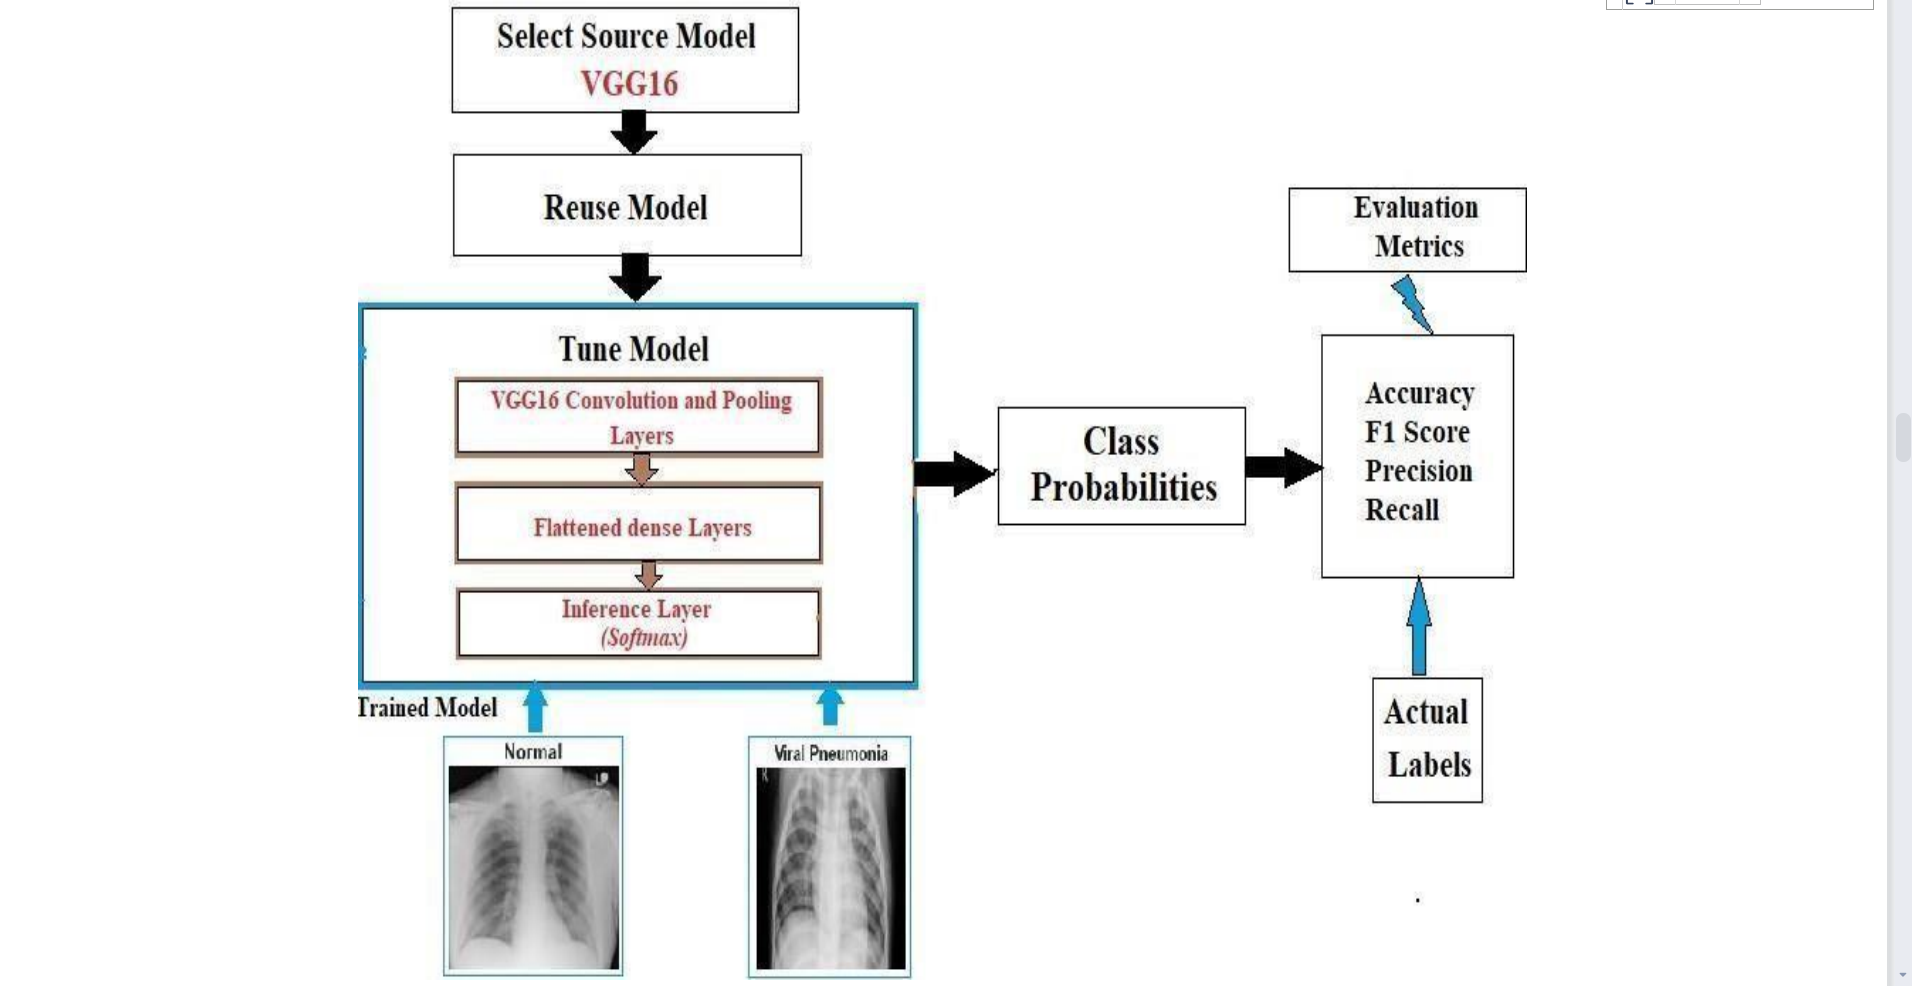 Select Source Model
VGG16
Reuse Model
Tune Model
VGG16 Convolution and Pooling
Layers
Flattened dense Layers
Inference Layer
(Softmax)
Trained Model
Normal
L
Viral Pneumonia
R
Class
Probabilities
Evaluation
Metrics
Accuracy
F1 Score
Precision
Recall
Actual
Labels
.